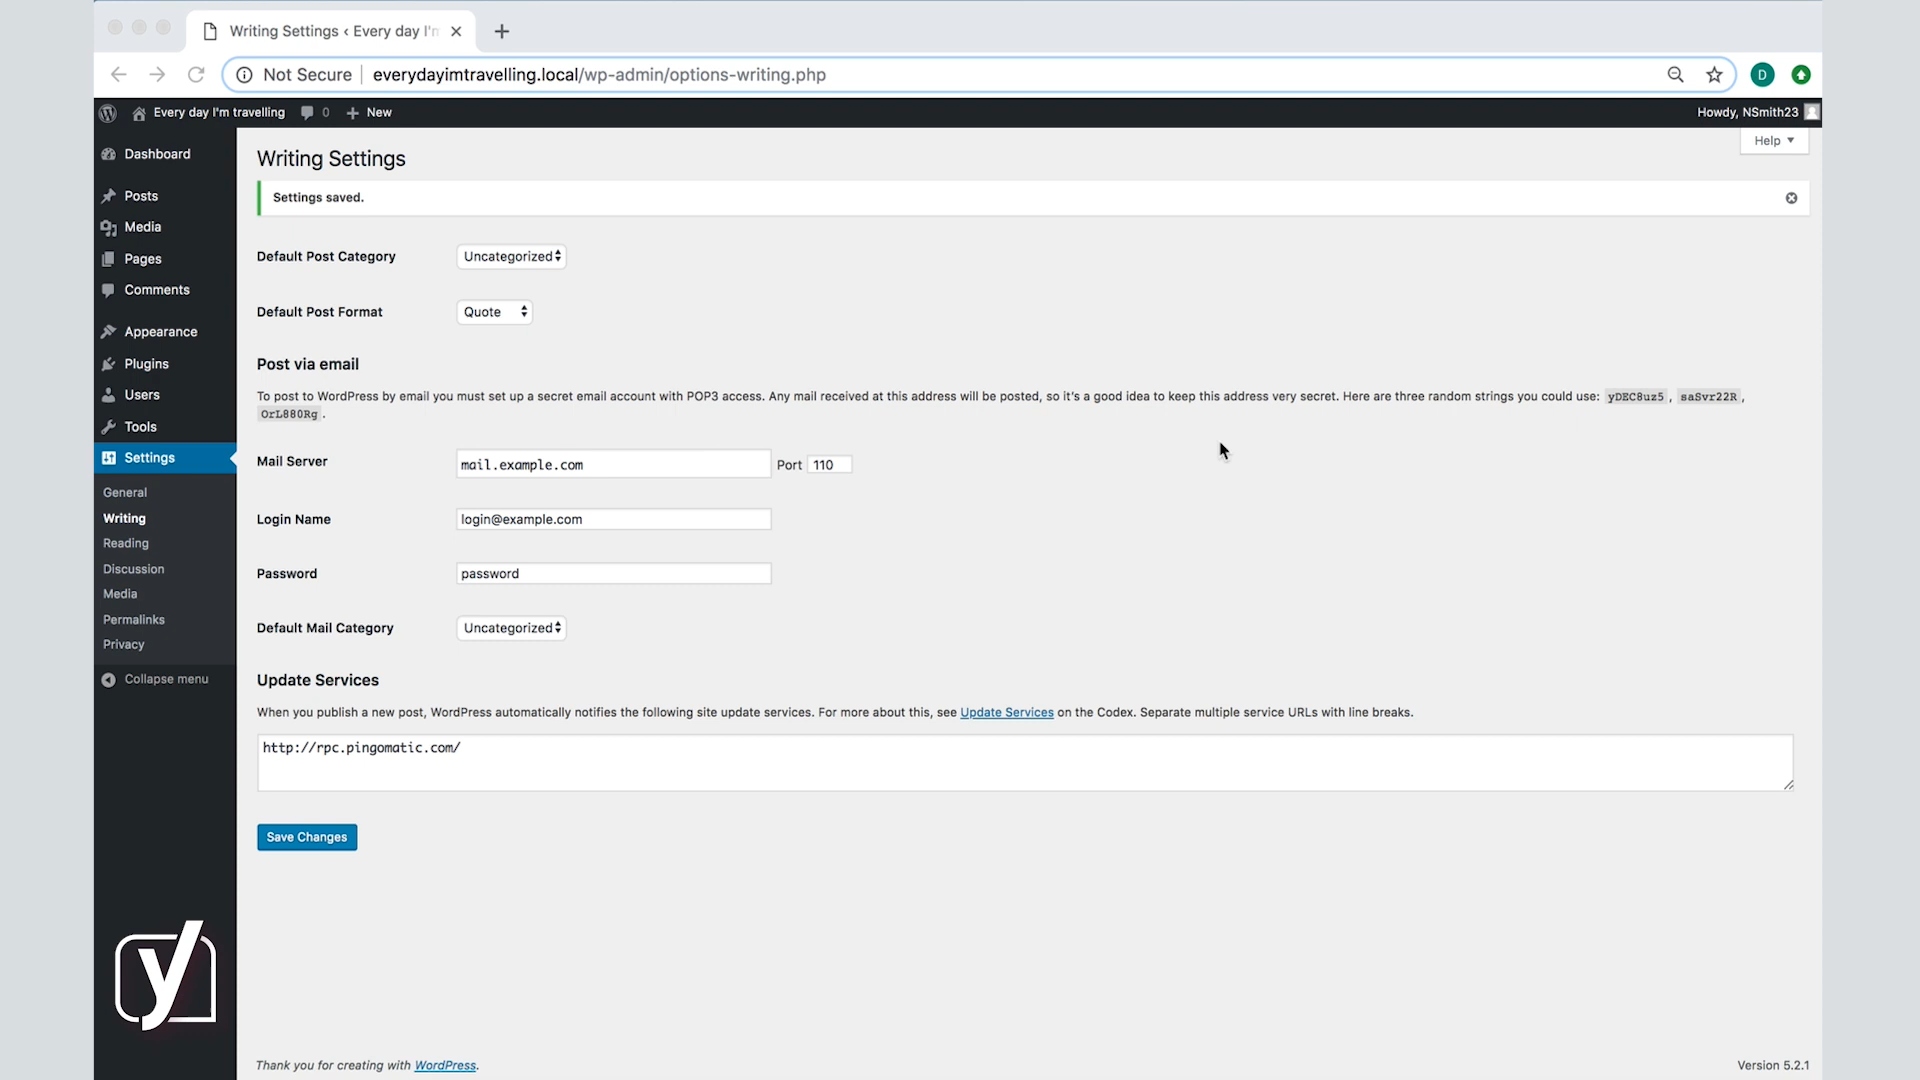 Writing Settings ‹ Every day I'm
Not Secure | everydayimtravelling.local/wp-admin/options-writing.php
D
Every day I'm travelling 0 + New
Howdy, NSmith23
Help
Dashboard
Posts
Media
Pages
Comments
Appearance
Plugins
Users
Tools
Settings
General
Writing
Reading
Discussion
Media
Permalinks
Privacy
Collapse menu
Writing Settings
Settings saved.
Default Post Category Uncategorized
Default Post Format Quote
Post via email
To post to WordPress by email you must set up a secret email account with POP3 access. Any mail received at this address will be posted, so it's a good idea to keep this address very secret. Here are three random strings you could use: yDEC8uz5 , saSvr22R ,
OrL880Rg .
Mail Server mail.example.com Port 110
Login Name login@example.com
Password password
Default Mail Category Uncategorized
Update Services
When you publish a new post, WordPress automatically notifies the following site update services. For more about this, see Update Services on the Codex. Separate multiple service URLs with line breaks.
http://rpc.pingomatic.com/
Save Changes
y
Thank you for creating with WordPress.
Version 5.2.1